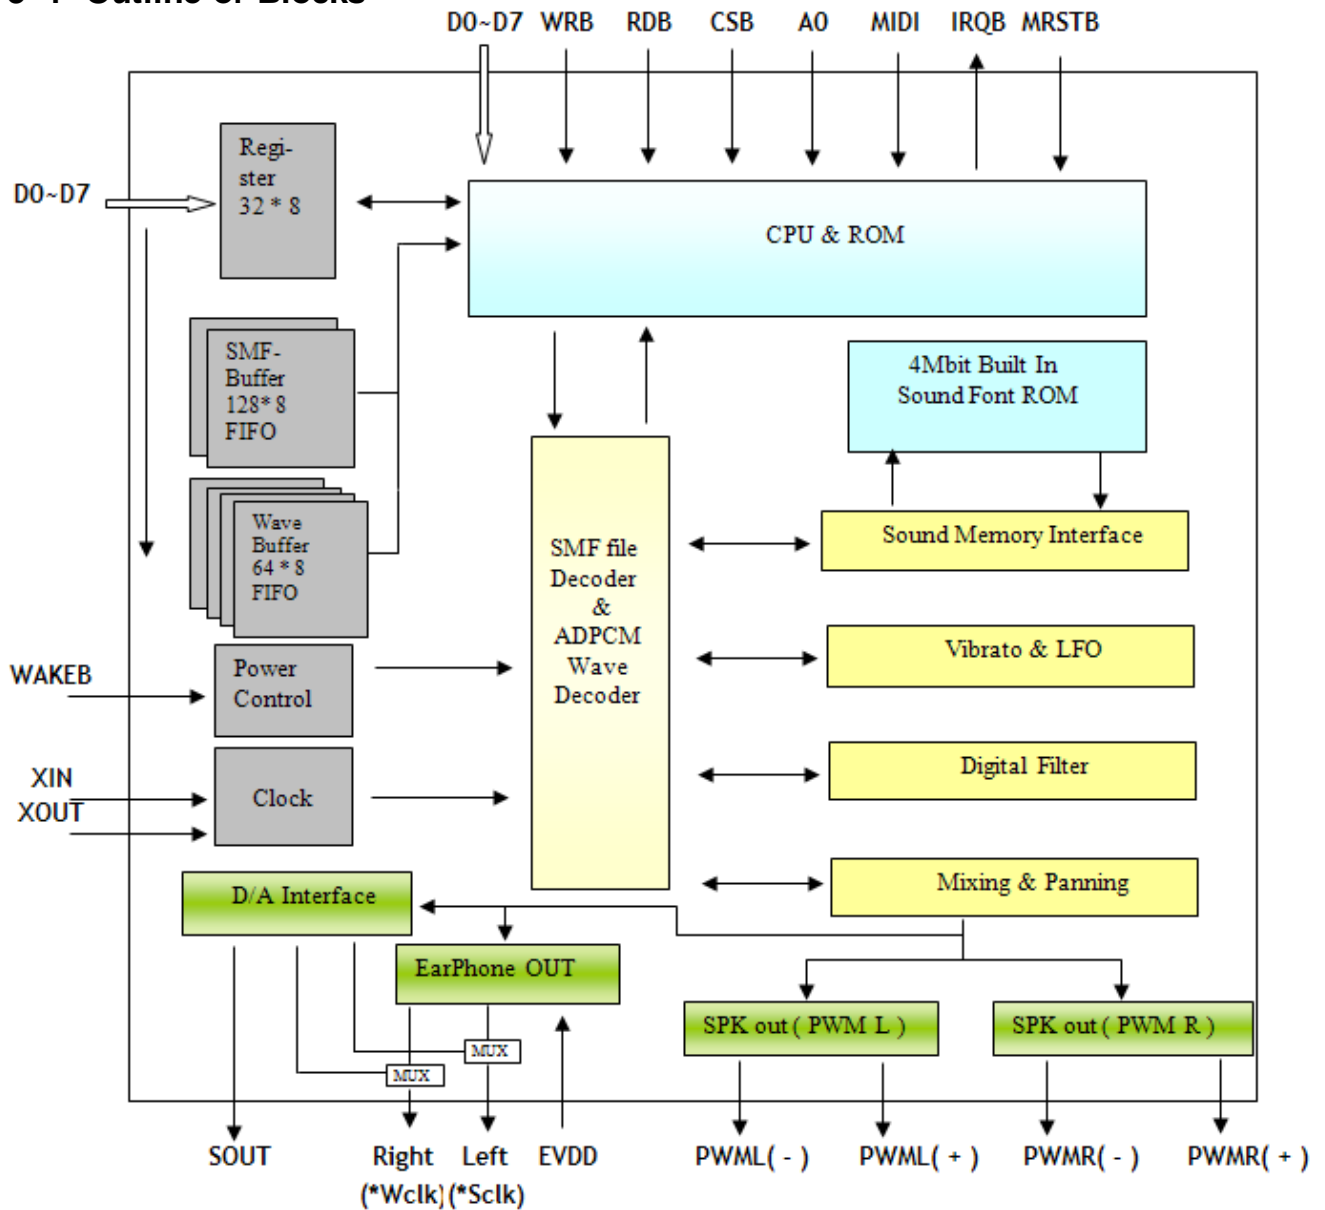 Outline of Blocks
D0~D7 WRB RDB CSB A0 MIDI IRQB MRSTB
D0~D7
Regi-
ster
32 * 8
CPU & ROM
SMF-
Buffer
128* 8
FIFO
4Mbit Built In
Sound Font ROM
Wave
Buffer
64 * 8
FIFO
SMF file
Decoder
&
ADPCM
Wave
Decoder
Sound Memory Interface
Vibrato & LFO
Digital Filter
Mixing & Panning
WAKEB
Power
Control
XIN
XOUT
Clock
D/A Interface
EarPhone OUT
SPK out ( PWM L )
SPK out ( PWM R )
MUX
MUX
SOUT
Right
(*Wclk)
Left
(*Sclk)
EVDD
PWML( - )
PWML( + )
PWMR( - )
PWMR( + )